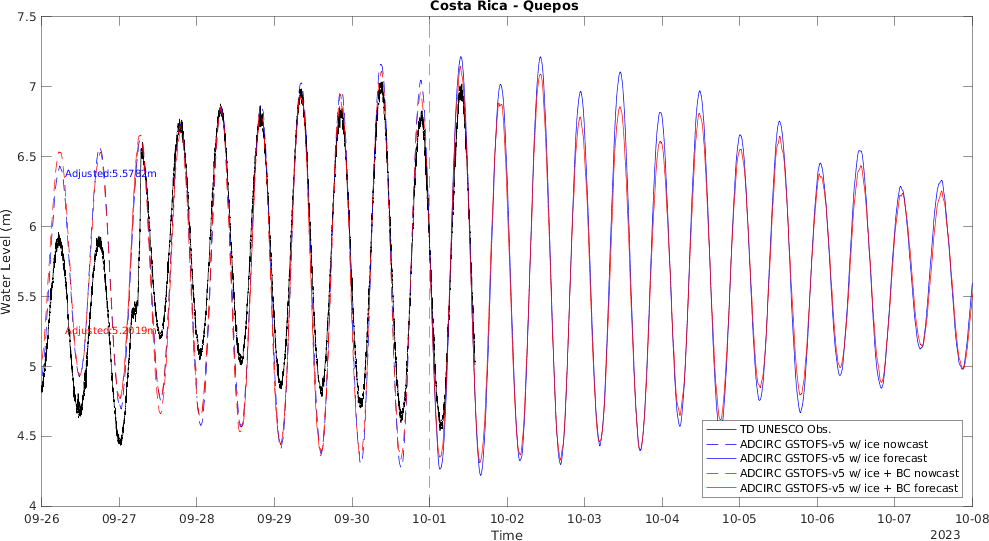 Costa Rica - Quepos
7.5
7
6.5
6
5.5
5
4.5
4
Water Level (m)
Adjusted:5.5782m
Adjusted:5.2019m
TD UNESCO Obs.
ADCIRC GSTOFS-v5 w/ ice nowcast
ADCIRC GSTOFS-v5 w/ ice forecast
ADCIRC GSTOFS-v5 w/ ice + BC nowcast
ADCIRC GSTOFS-v5 w/ ice + BC forecast
09-26 09-27 09-28 09-29 09-30 10-01 10-02 10-03 10-04 10-05 10-06 10-07 10-08
Time
2023